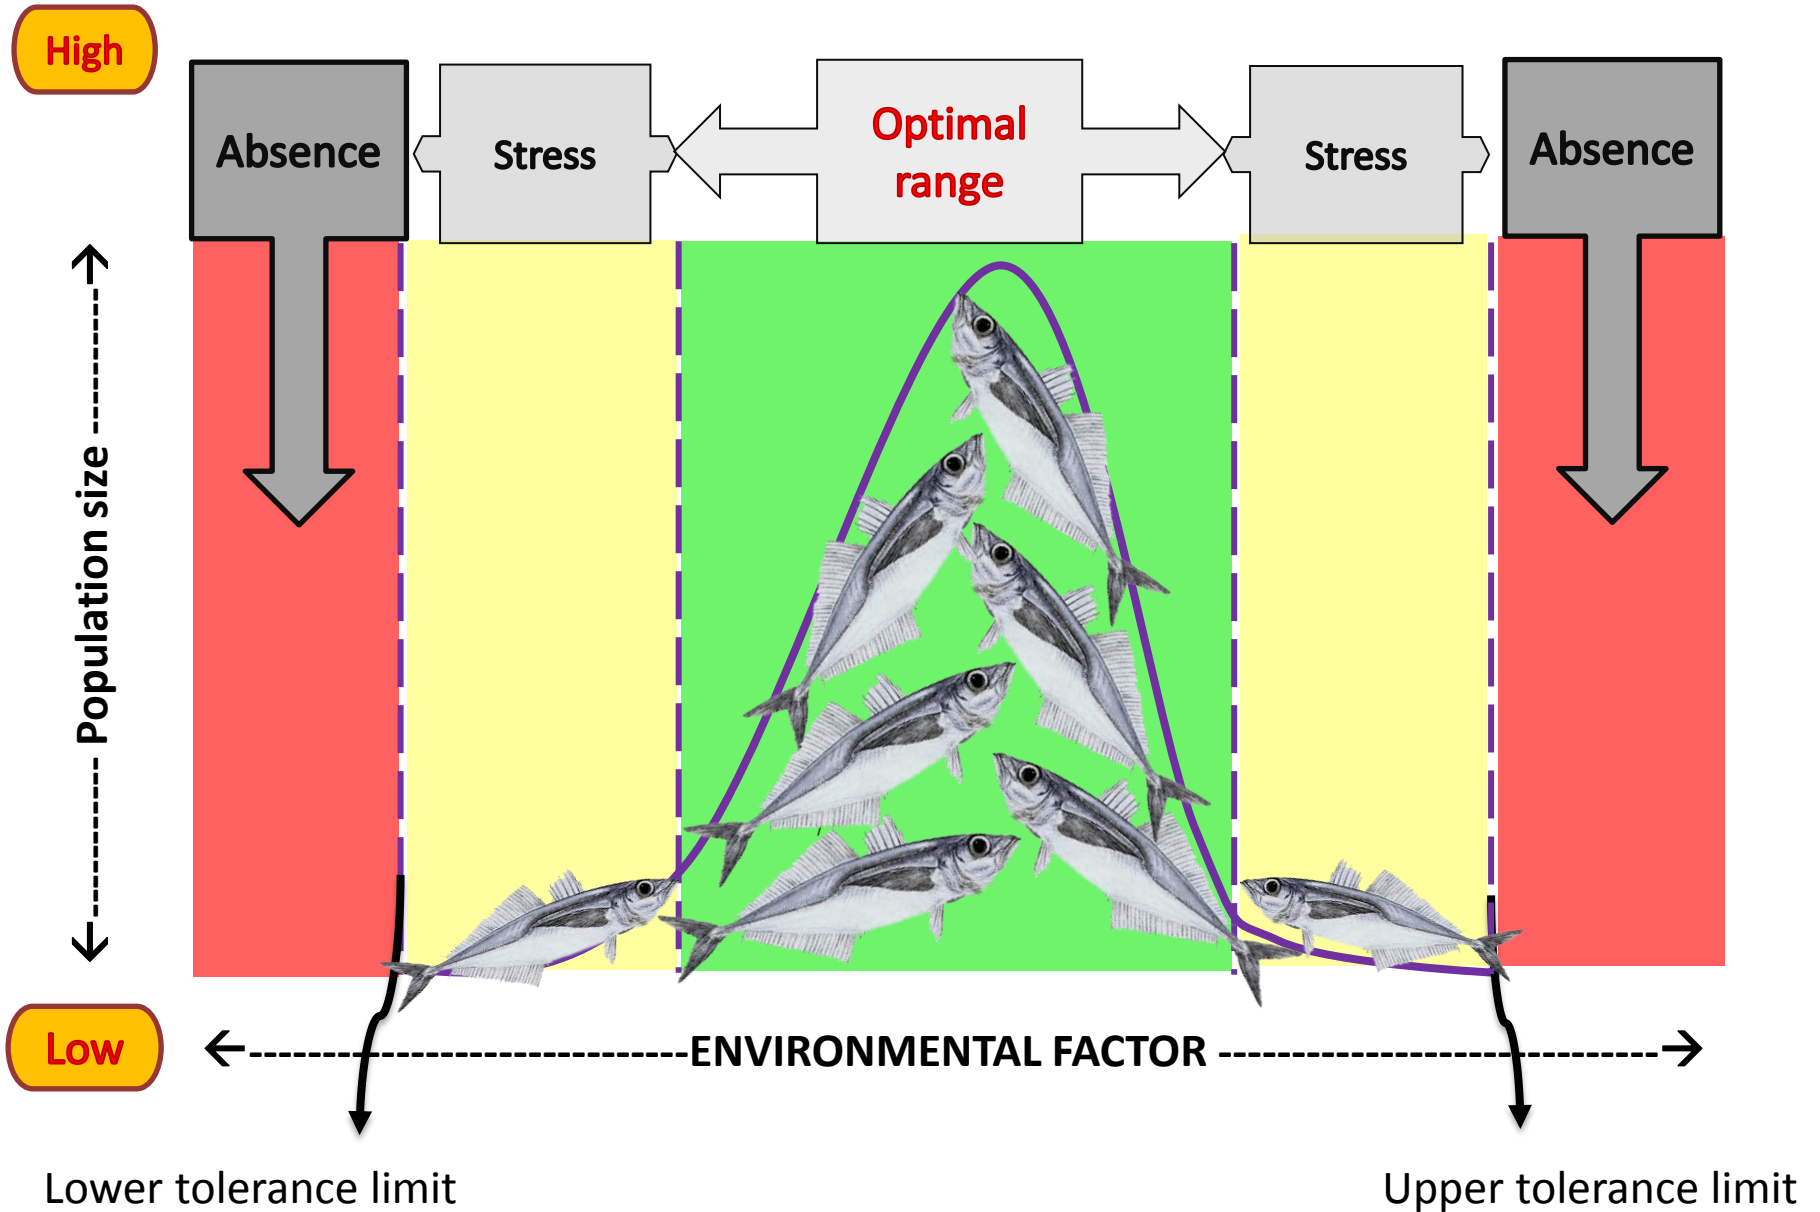 High
Absence
Stress
Optimal
range
Stress
Absence
Population size
Low
ENVIRONMENTAL FACTOR
Lower tolerance limit
Upper tolerance limit